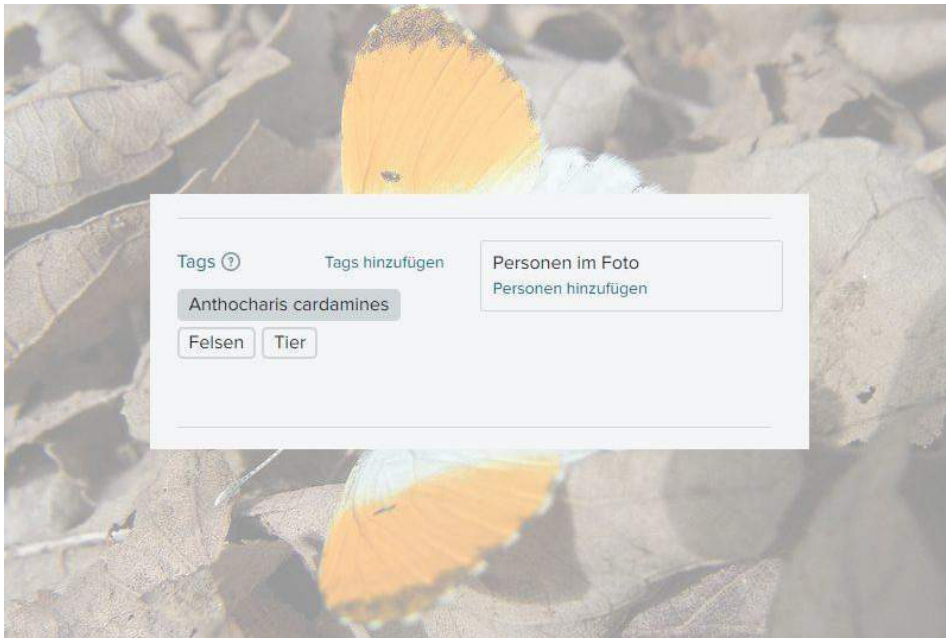 Tags ? Tags hinzufügen
Anthocharis cardamines
Felsen Tier
Personen im Foto
Personen hinzufügen